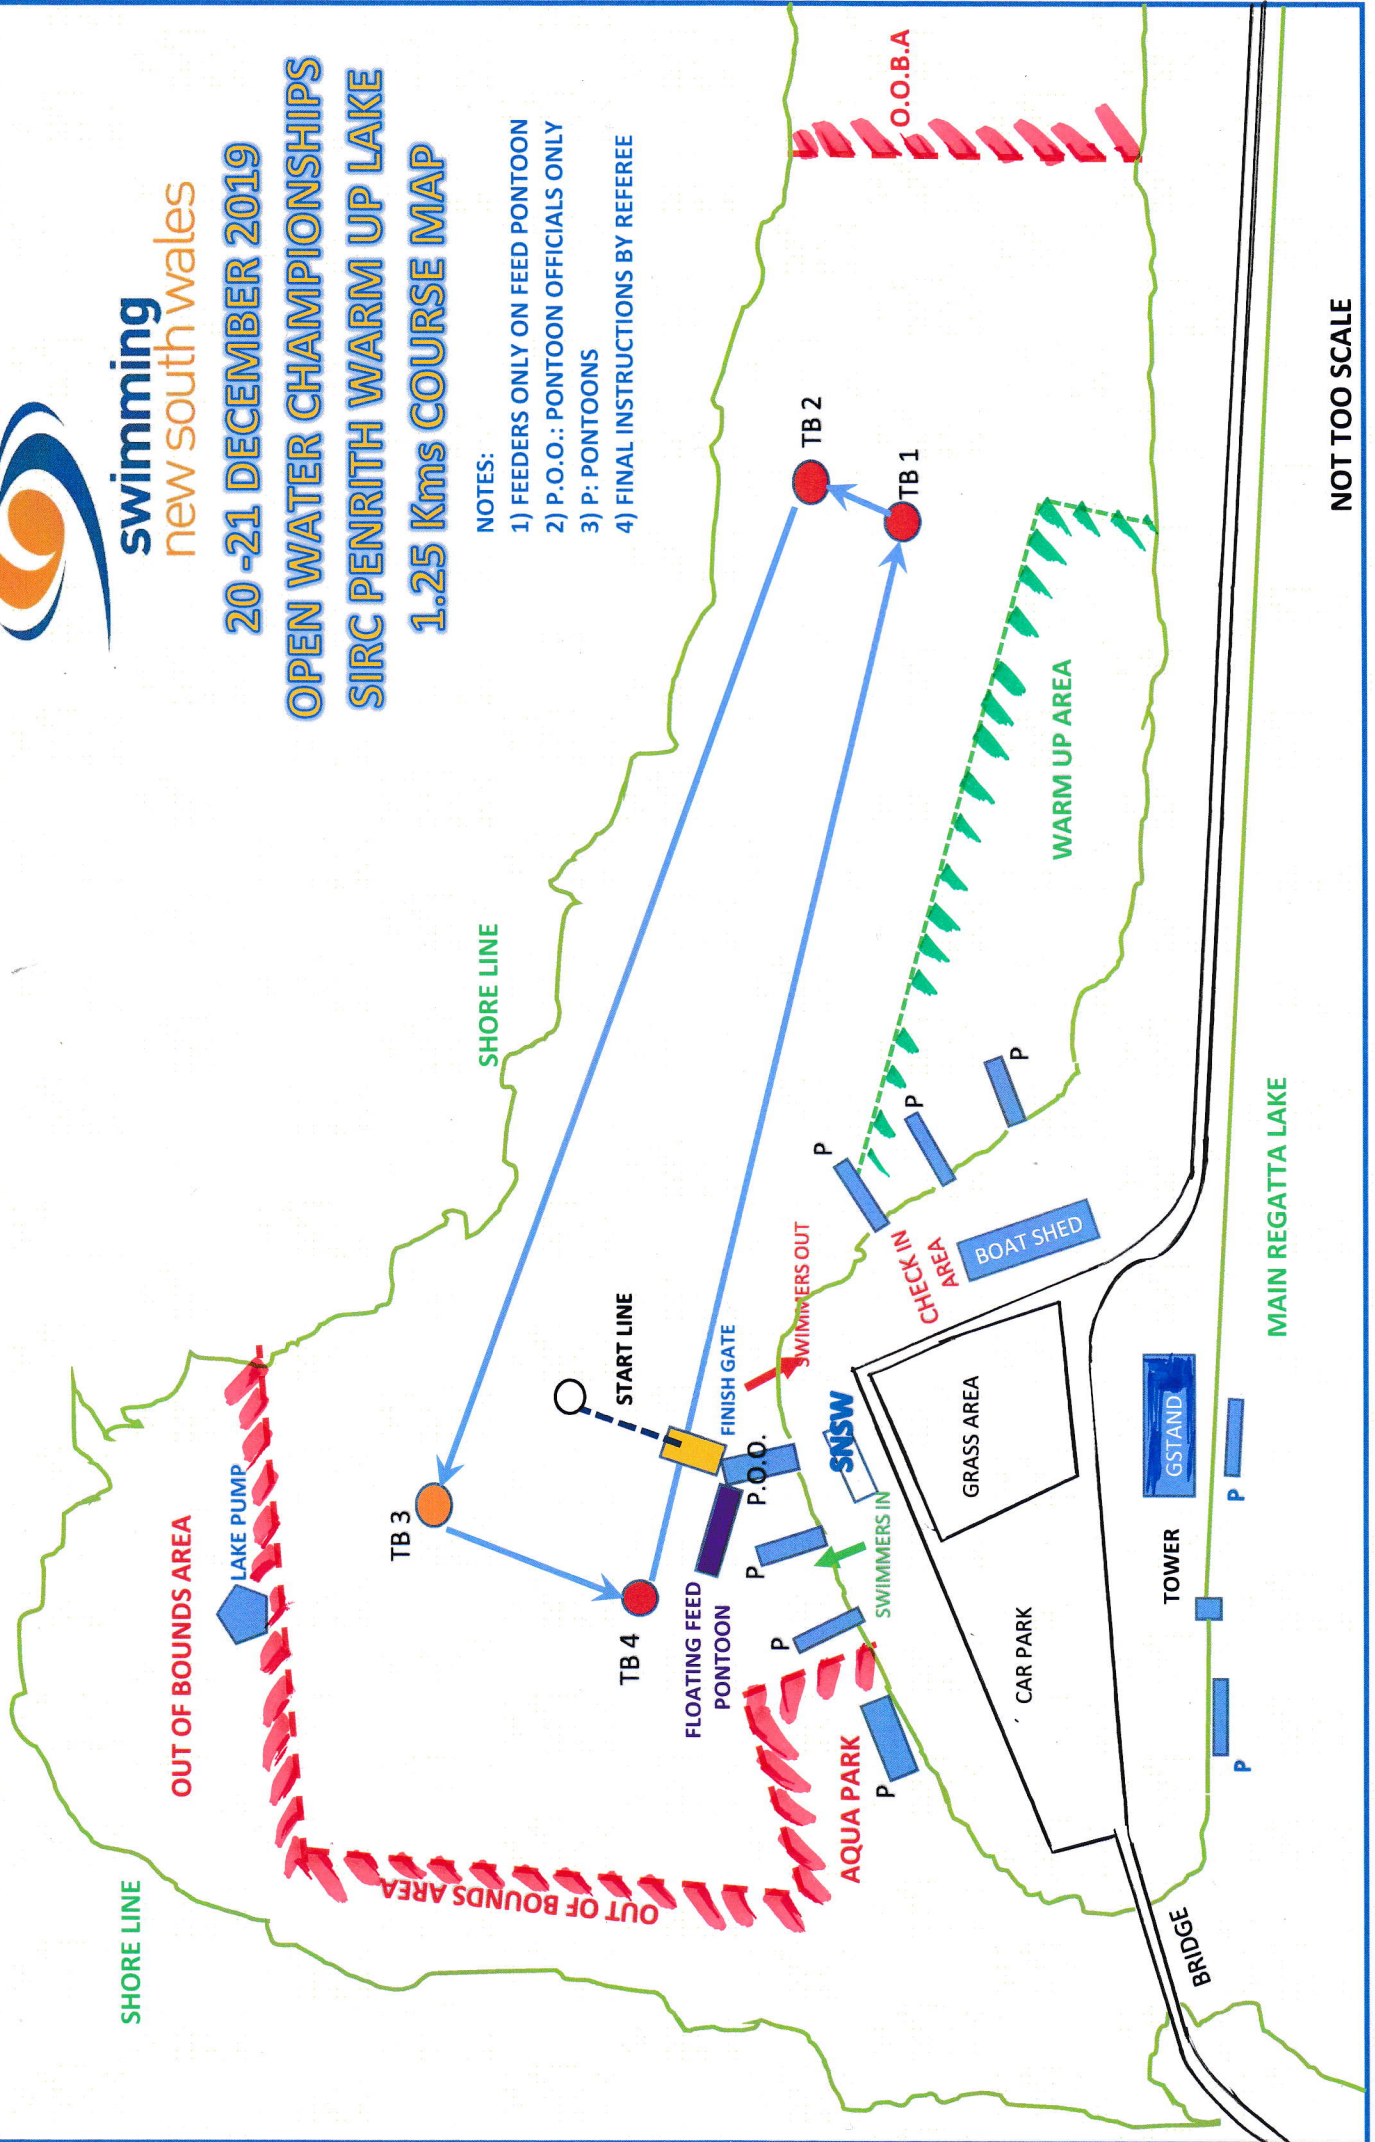 swimming
new south wales
20 -21 DECEMBER 2019
OPEN WATER CHAMPIONSHIPS
SIRC PENRITH WARM UP LAKE
1.25 Kms COURSE MAP
NOTES:
1) FEEDERS ONLY ON FEED PONTOON
2) P.O.O.: PONTOON OFFICIALS ONLY
3) P: PONTOONS
4) FINAL INSTRUCTIONS BY REFEREE
SHORE LINE
OUT OF BOUNDS AREA
LAKE PUMP
OUT OF BOUNDS AREA
SHORE LINE
TB 3
START LINE
TB 4
FINISH GATE
FLOATING FEED
PONTOON
P.O.O.
P
P
P
AQUA PARK
SWIMMERS IN
SNSW
SWIMMERS OUT
CHECK IN
AREA
BOAT SHED
P
P
P
TB 2
TB 1
O.O.B.A
WARM UP AREA
GRASS AREA
CAR PARK
TOWER
GSTAND
P
P
BRIDGE
MAIN REGATTA LAKE
NOT TOO SCALE